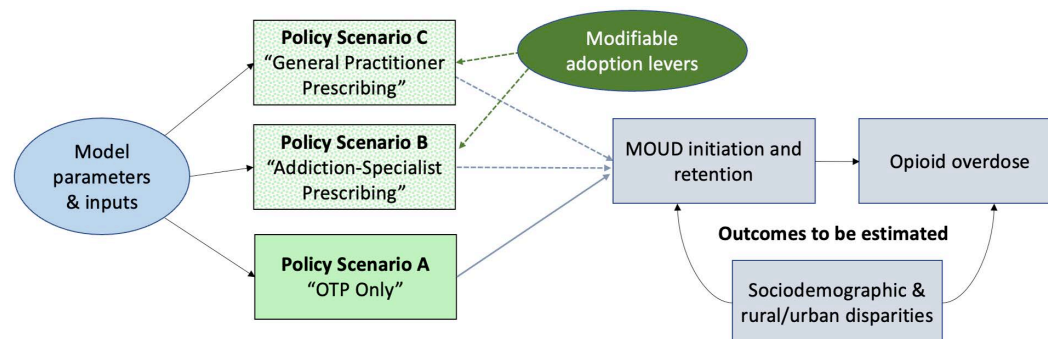 Policy Scenario C
“General Practitioner
Prescribing”
Modifiable
adoption levers
Model
parameters
& inputs
Policy Scenario B
“Addiction-Specialist
Prescribing”
MOUD initiation and
retention
Opioid overdose
Policy Scenario A
“OTP Only”
Outcomes to be estimated
Sociodemographic &
rural/urban disparities